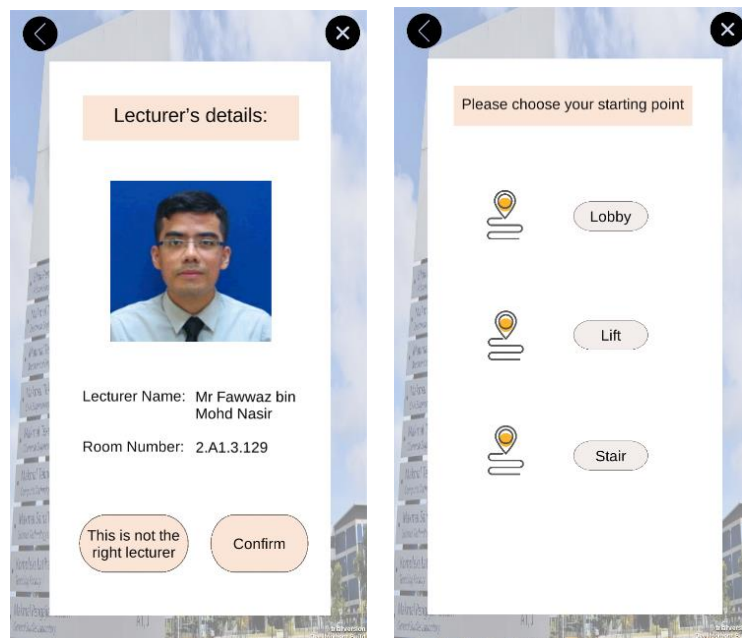 Lecturer's details:
Lecturer Name: Mr Fawwaz bin
Mohd Nasir
Room Number: 2.A1.3.129
This is not the
right lecturer
Confirm
Please choose your starting point
Lobby
Lift
Stair